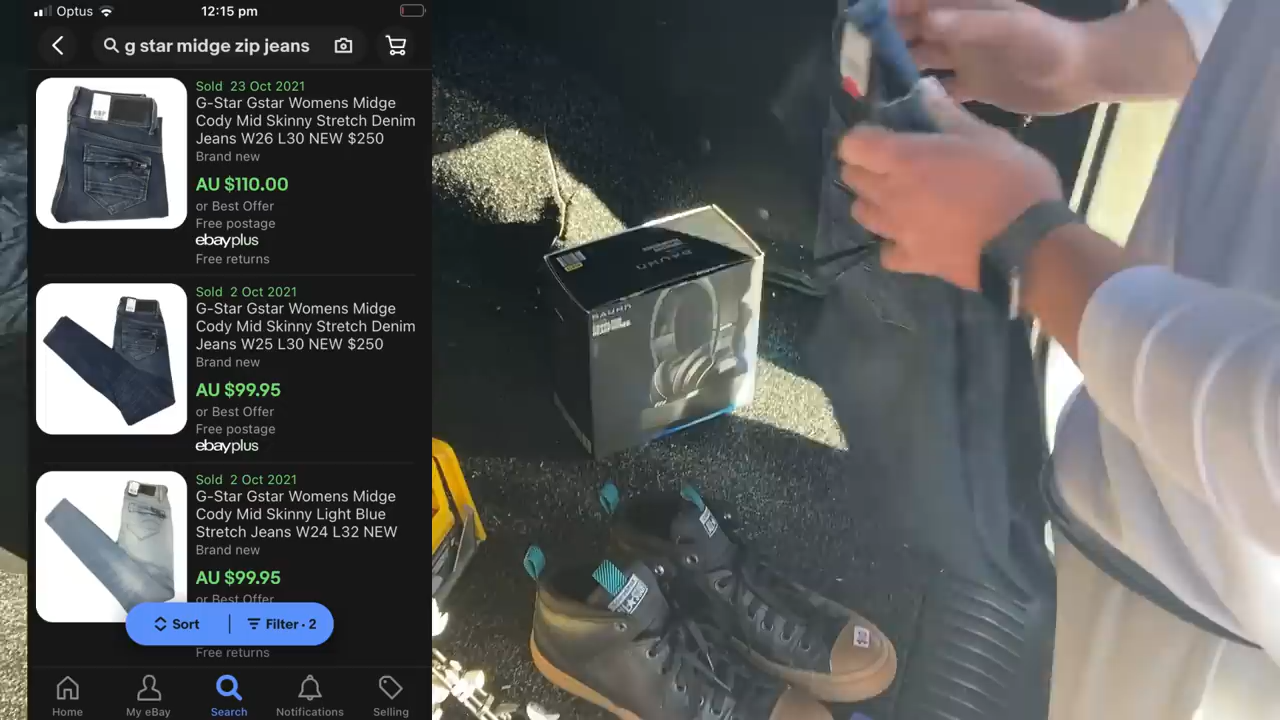 Optus
12:15 pm
g star midge zip jeans
Sold 23 Oct 2021
G-Star Gstar Womens Midge
Cody Mid Skinny Stretch Denim
Jeans W26 L30 NEW $250
Brand new
AU $110.00
or Best Offer
Free postage
ebayplus
Free returns
Sold 2 Oct 2021
G-Star Gstar Womens Midge
Cody Mid Skinny Stretch Denim
Jeans W25 L30 NEW $250
Brand new
AU $99.95
or Best Offer
Free postage
ebayplus
Sold 2 Oct 2021
G-Star Gstar Womens Midge
Cody Mid Skinny Light Blue
Stretch Jeans W24 L32 NEW
Brand new
AU $99.95
or Best Offer
Sort
Filter · 2
Free returns
Home
My eBay
Search
Notifications
Selling
BAUHN
BAUHN